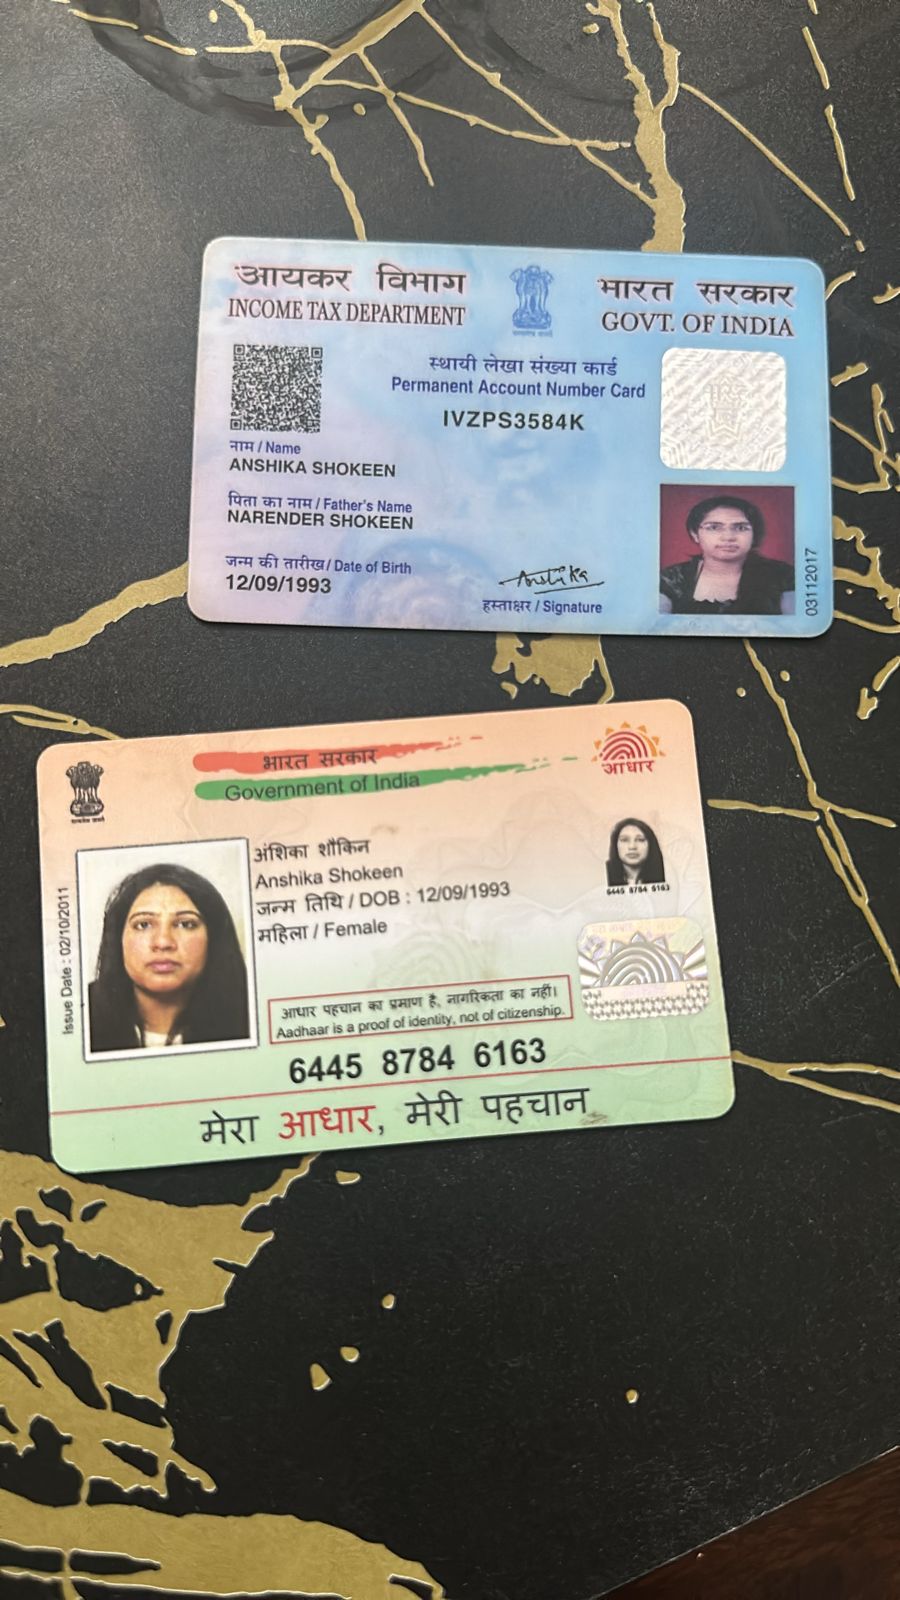 आयकर विभाग
INCOME TAX DEPARTMENT
भारत सरकार
GOVT. OF INDIA
स्थायी लेखा संख्या कार्ड
Permanent Account Number Card
IVZPS3584K
नाम / Name
ANSHIKA SHOKEEN
पिता का नाम / Father's Name
NARENDER SHOKEEN
जन्म की तारीख / Date of Birth
12/09/1993
Anshika
हस्ताक्षर / Signature
03112017
भारत सरकार
Government of India
आधार
अंशिका शौकिन
Anshika Shokeen
जन्म तिथि / DOB : 12/09/1993
महिला / Female
6445 8784 6163
Issue Date : 02/10/2011
आधार पहचान का प्रमाण है, नागरिकता का नहीं।
Aadhaar is a proof of identity, not of citizenship.
6445 8784 6163
मेरा आधार, मेरी पहचान